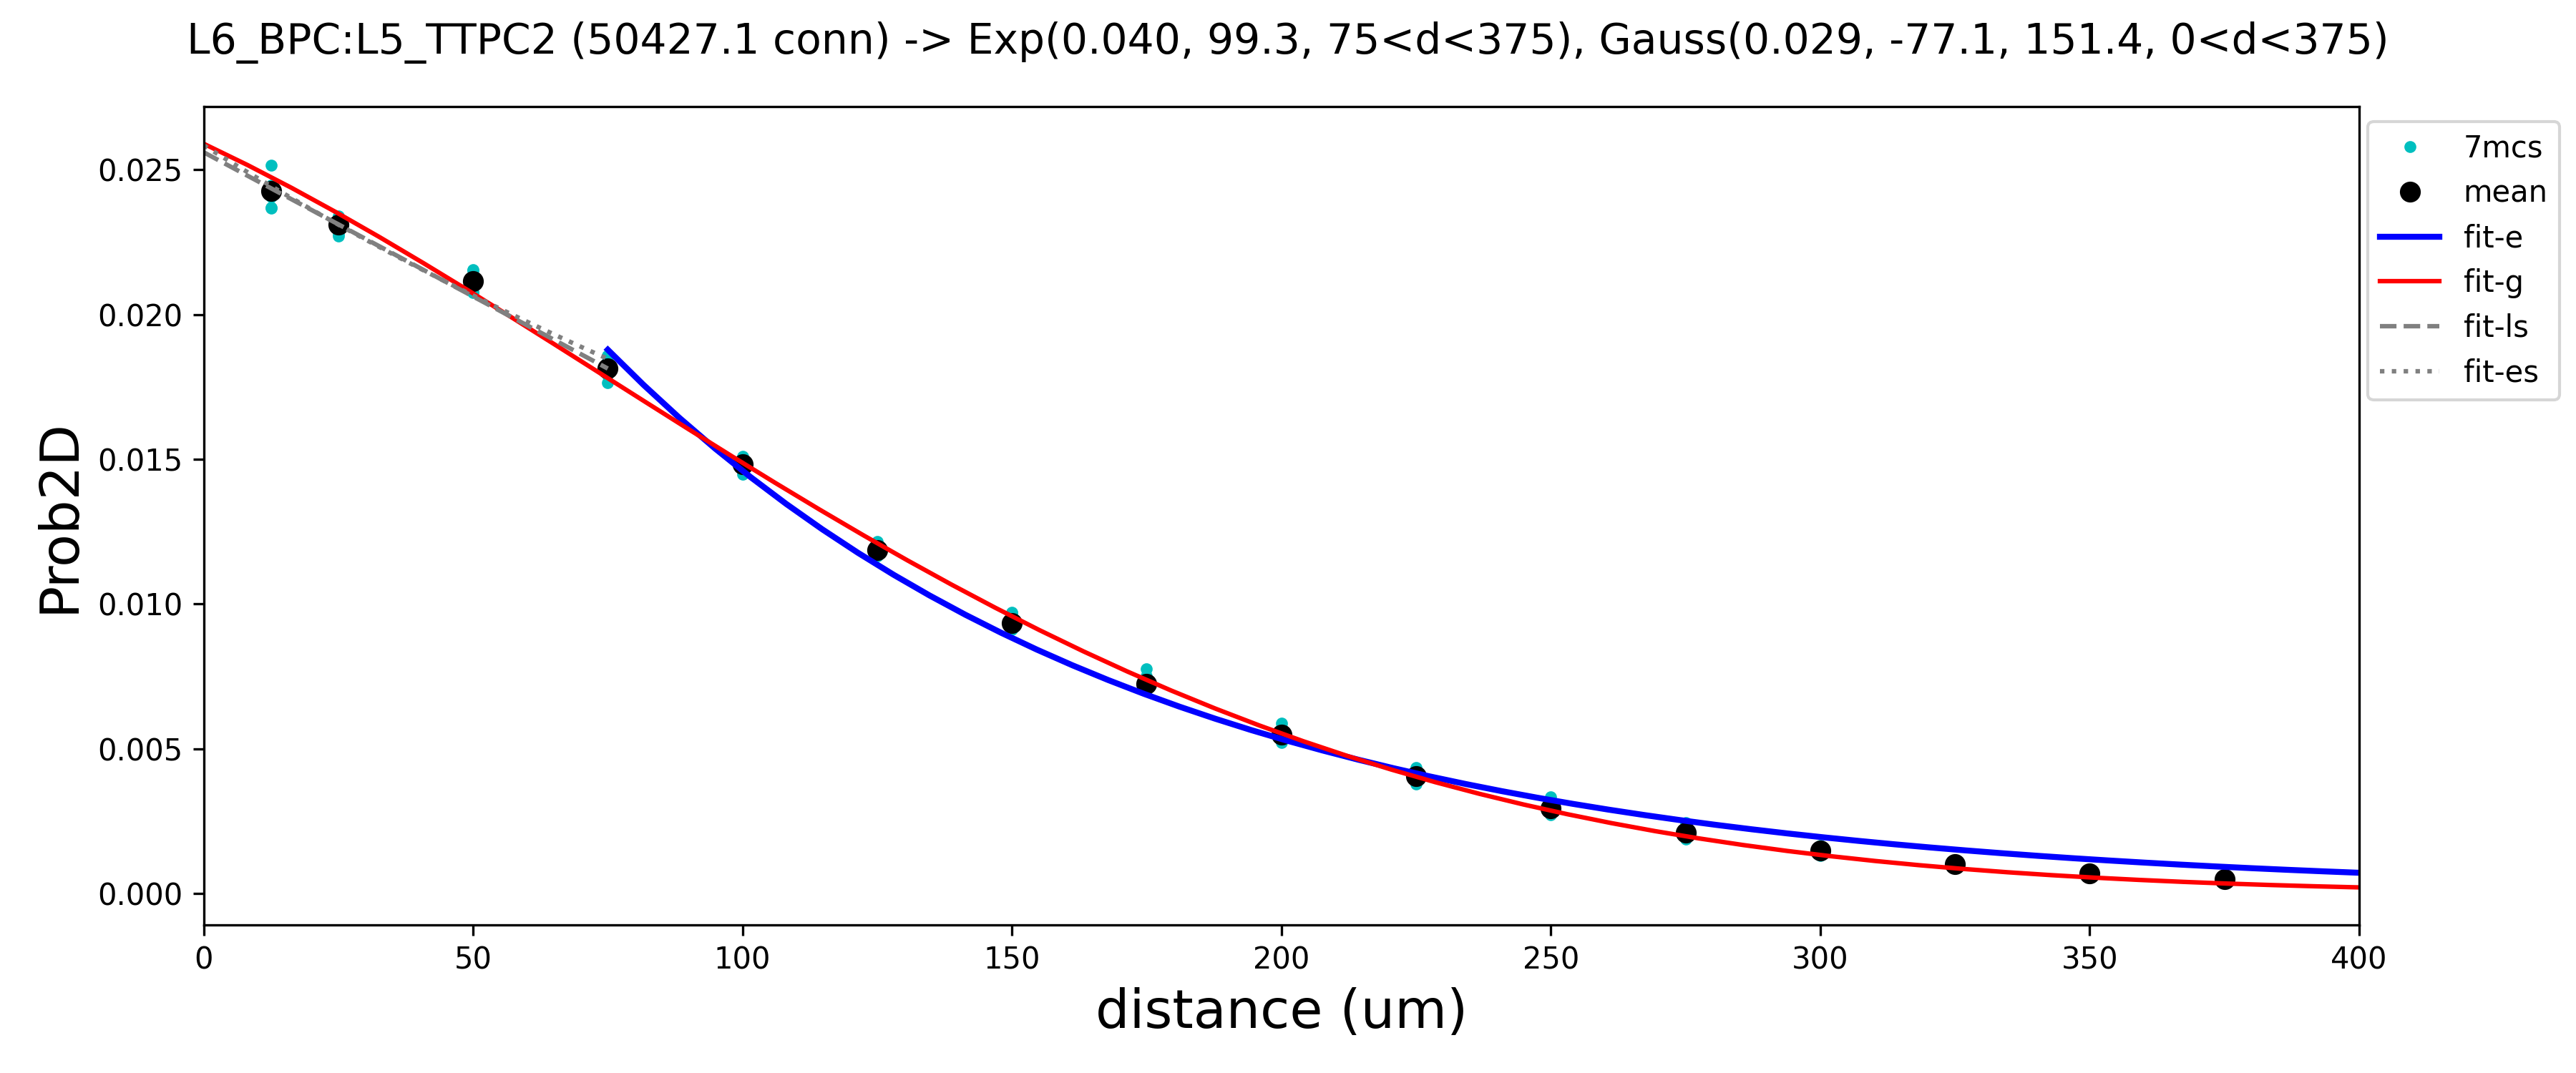 L6_BPC:L5_TTPC2 (50427.1 conn) -> Exp(0.040, 99.3, 75<d<375), Gauss(0.029, -77.1, 151.4, 0<d<375)
7mcs
mean
fit-e
fit-g
fit-ls
fit-es
Prob2D
0.025
0.020
0.015
0.010
0.005
0.000
0 50 100 150 200 250 300 350 400
distance (um)